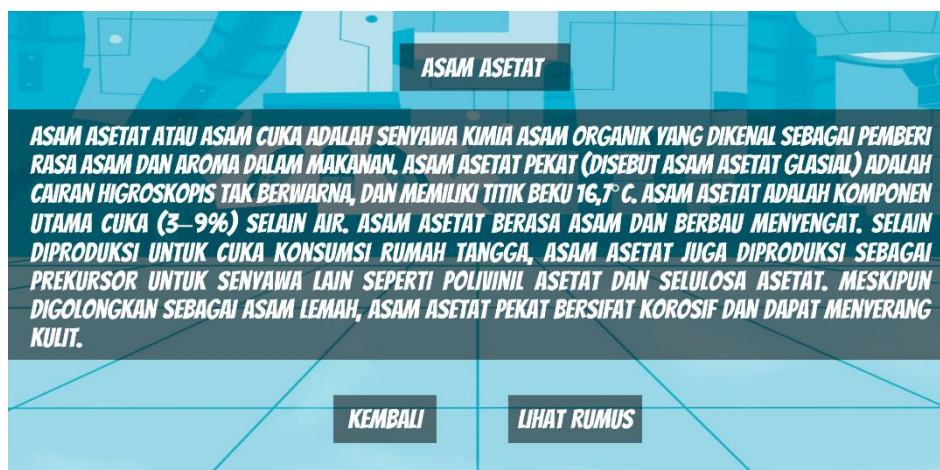 ASAM ASETAT
ASAM ASETAT ATAU ASAM CUKA ADALAH SENYAWA KIMIA ASAM ORGANIK YANG DIKENAL SEBAGAI PEMBERI
RASA ASAM DAN AROMA DALAM MAKANAN. ASAM ASETAT PEKAT (DISEBUT ASAM ASETAT GLASIAL) ADALAH
CAIRAN HIGROSKOPIS TAK BERWARNA, DAN MEMILIKI TITIK BEKU 16,7° C. ASAM ASETAT ADALAH KOMPONEN
UTAMA CUKA (3–9%) SELAIN AIR. ASAM ASETAT BERASA ASAM DAN BERBAU MENYENGAT. SELAIN
DIPRODUKSI UNTUK CUKA KONSUMSI RUMAH TANGGA, ASAM ASETAT JUGA DIPRODUKSI SEBAGAI
PREKURSOR UNTUK SENYAWA LAIN SEPERTI POLIVINIL ASETAT DAN SELULOSA ASETAT. MESKIPUN
DIGOLONGKAN SEBAGAI ASAM LEMAH, ASAM ASETAT PEKAT BERSIFAT KOROSIF DAN DAPAT MENYERANG
KULIT.
KEMBALI
LIHAT RUMUS